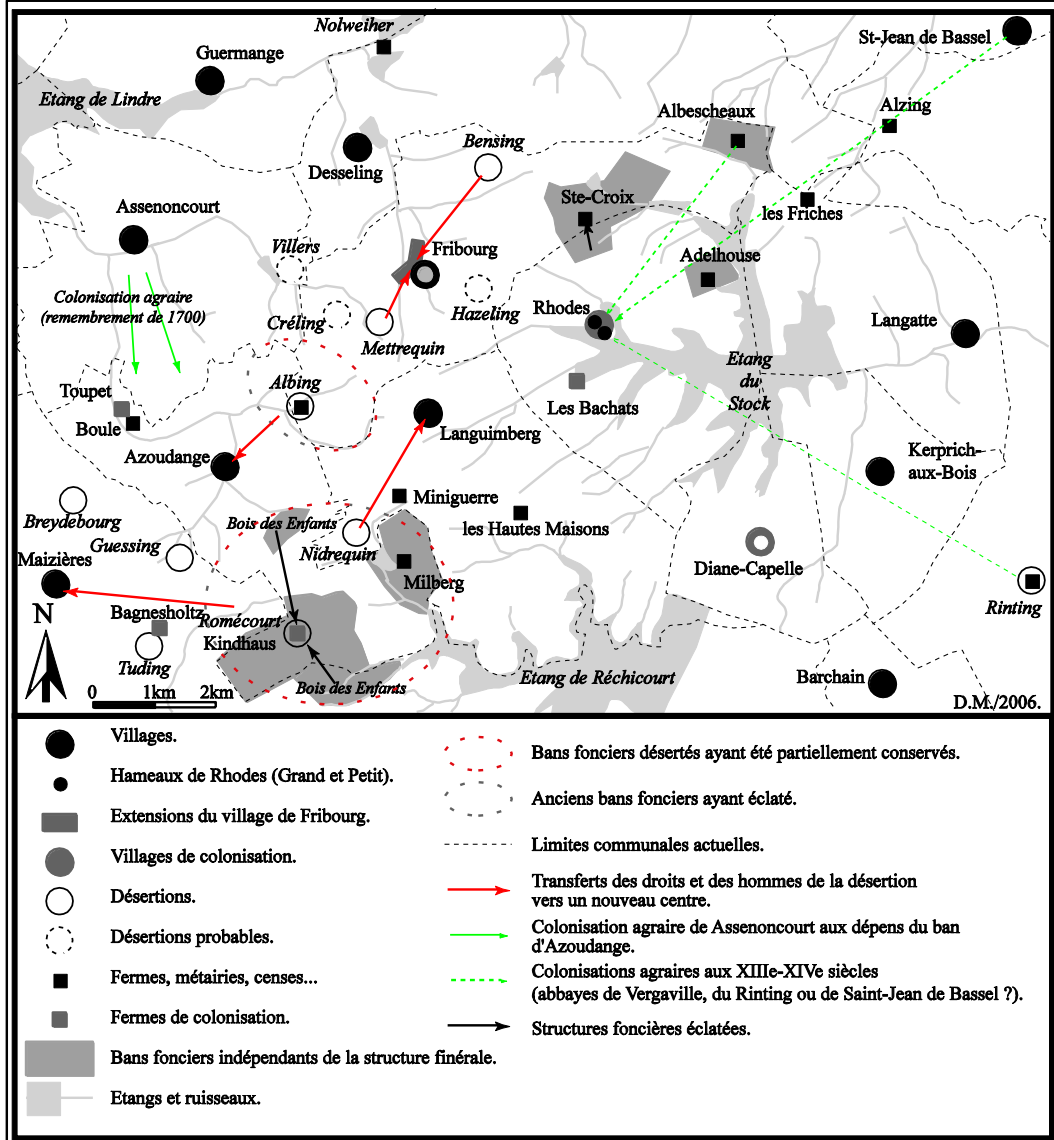 Nolweiher
Guermange
St-Jean de Bassel
Etang de Lindre
Alzing
Albescheaux
Bensing
Desseling
Ste-Croix
Assenoncourt
les Friches
Villers
Fribourg
Adelhouse
Colonisation agraire
(remembrement de 1700)
Hazeling
Rhodes
Créling
Langatte
Mettrequin
Etang
du
Stock
Albing
Toupet
Les Bachats
Boule
Languimberg
Azoudange
Kerprich-
aux-Bois
Miniguerre
Breydebourg
Bois des Enfants
les Hautes Maisons
Guessing
Nidrequin
Maizières
Diane-Capelle
Milberg
Rinting
N
Bagnesholtz
Romécourt
Kindhaus
Tuding
Etang de Réchicourt
Barchain
Bois des Enfants
0 1km 2km
D.M./2006.
Villages.
Hameaux de Rhodes (Grand et Petit).
Extensions du village de Fribourg.
Villages de colonisation.
Désertions.
Désertions probables.
Fermes, métairies, censes...
Fermes de colonisation.
Bans fonciers indépendants de la structure finérale.
Etangs et ruisseaux.
Bans fonciers désertés ayant été partiellement conservés.
Anciens bans fonciers ayant éclaté.
Limites communales actuelles.
Transferts des droits et des hommes de la désertion
vers un nouveau centre.
Colonisation agraire de Assenoncourt aux dépens du ban
d'Azoudange.
Colonisations agraires aux XIIIe-XIVe siècles
(abbayes de Vergaville, du Rinting ou de Saint-Jean de Bassel ?).
Structures foncières éclatées.